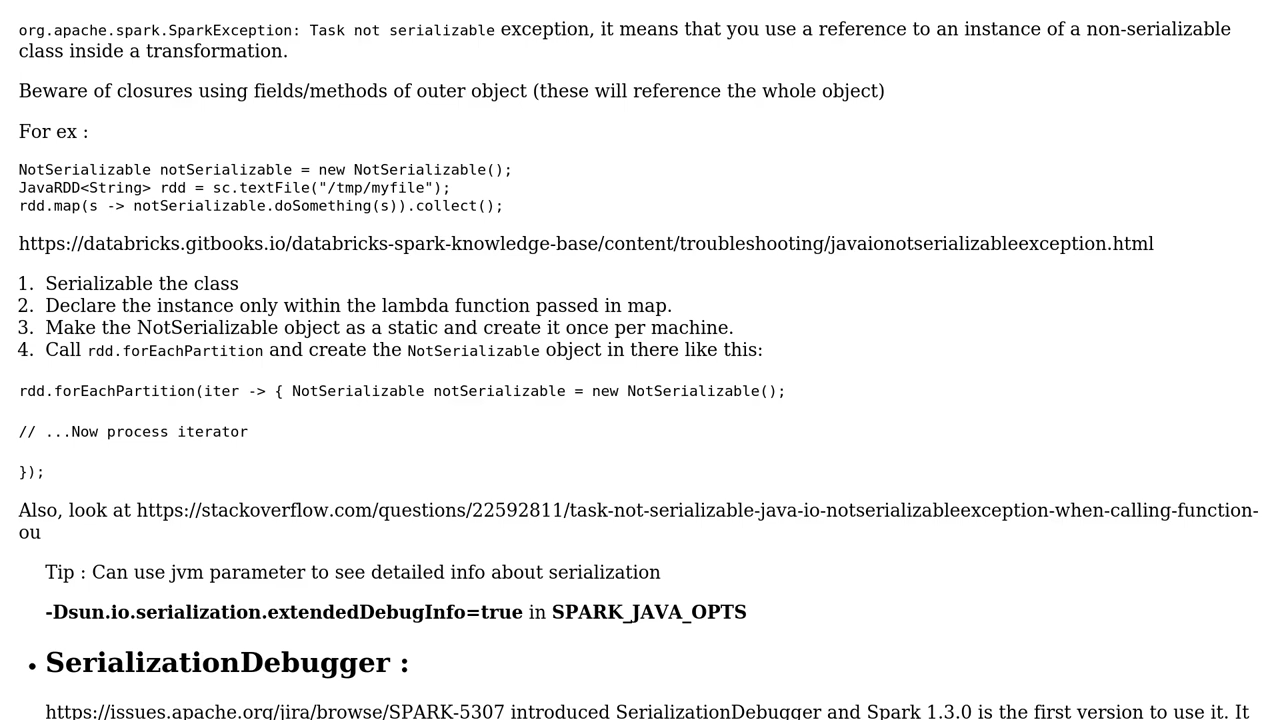 org.apache.spark.SparkException: Task not serializable exception, it means that you use a reference to an instance of a non-serializable
class inside a transformation.
Beware of closures using fields/methods of outer object (these will reference the whole object)
For ex :
NotSerializable notSerializable = new NotSerializable();
JavaRDD<String> rdd = sc.textFile("/tmp/myfile");
rdd.map(s -> notSerializable.doSomething(s)).collect();
https://databricks.gitbooks.io/databricks-spark-knowledge-base/content/troubleshooting/javaionotserializableexception.html
1. Serializable the class
2. Declare the instance only within the lambda function passed in map.
3. Make the NotSerializable object as a static and create it once per machine.
4. Call rdd.forEachPartition and create the NotSerializable object in there like this:
rdd.forEachPartition(iter -> { NotSerializable notSerializable = new NotSerializable();
// ...Now process iterator
});
Also, look at https://stackoverflow.com/questions/22592811/task-not-serializable-java-io-notserializableexception-when-calling-function-
ou
Tip : Can use jvm parameter to see detailed info about serialization
-Dsun.io.serialization.extendedDebugInfo=true in SPARK_JAVA_OPTS
• SerializationDebugger :
https://issues.apache.org/jira/browse/SPARK-5307 introduced SerializationDebugger and Spark 1.3.0 is the first version to use it. It